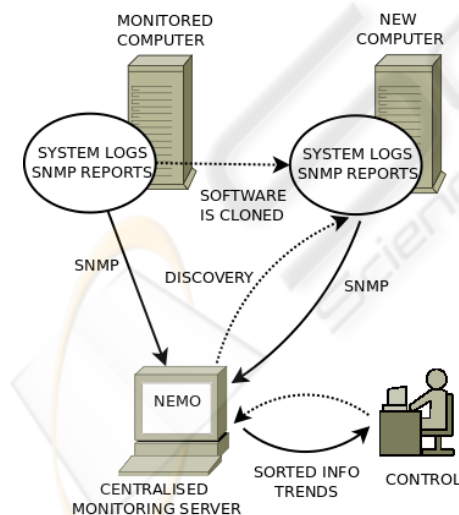 MONITORED
COMPUTER
NEW
COMPUTER
SYSTEM LOGS
SNMP REPORTS
SYSTEM LOGS
SNMP REPORTS
SOFTWARE
IS CLONED
SNMP
DISCOVERY
SNMP
NEMO
CENTRALISED
MONITORING SERVER
SORTED INFO
TRENDS
CONTROL